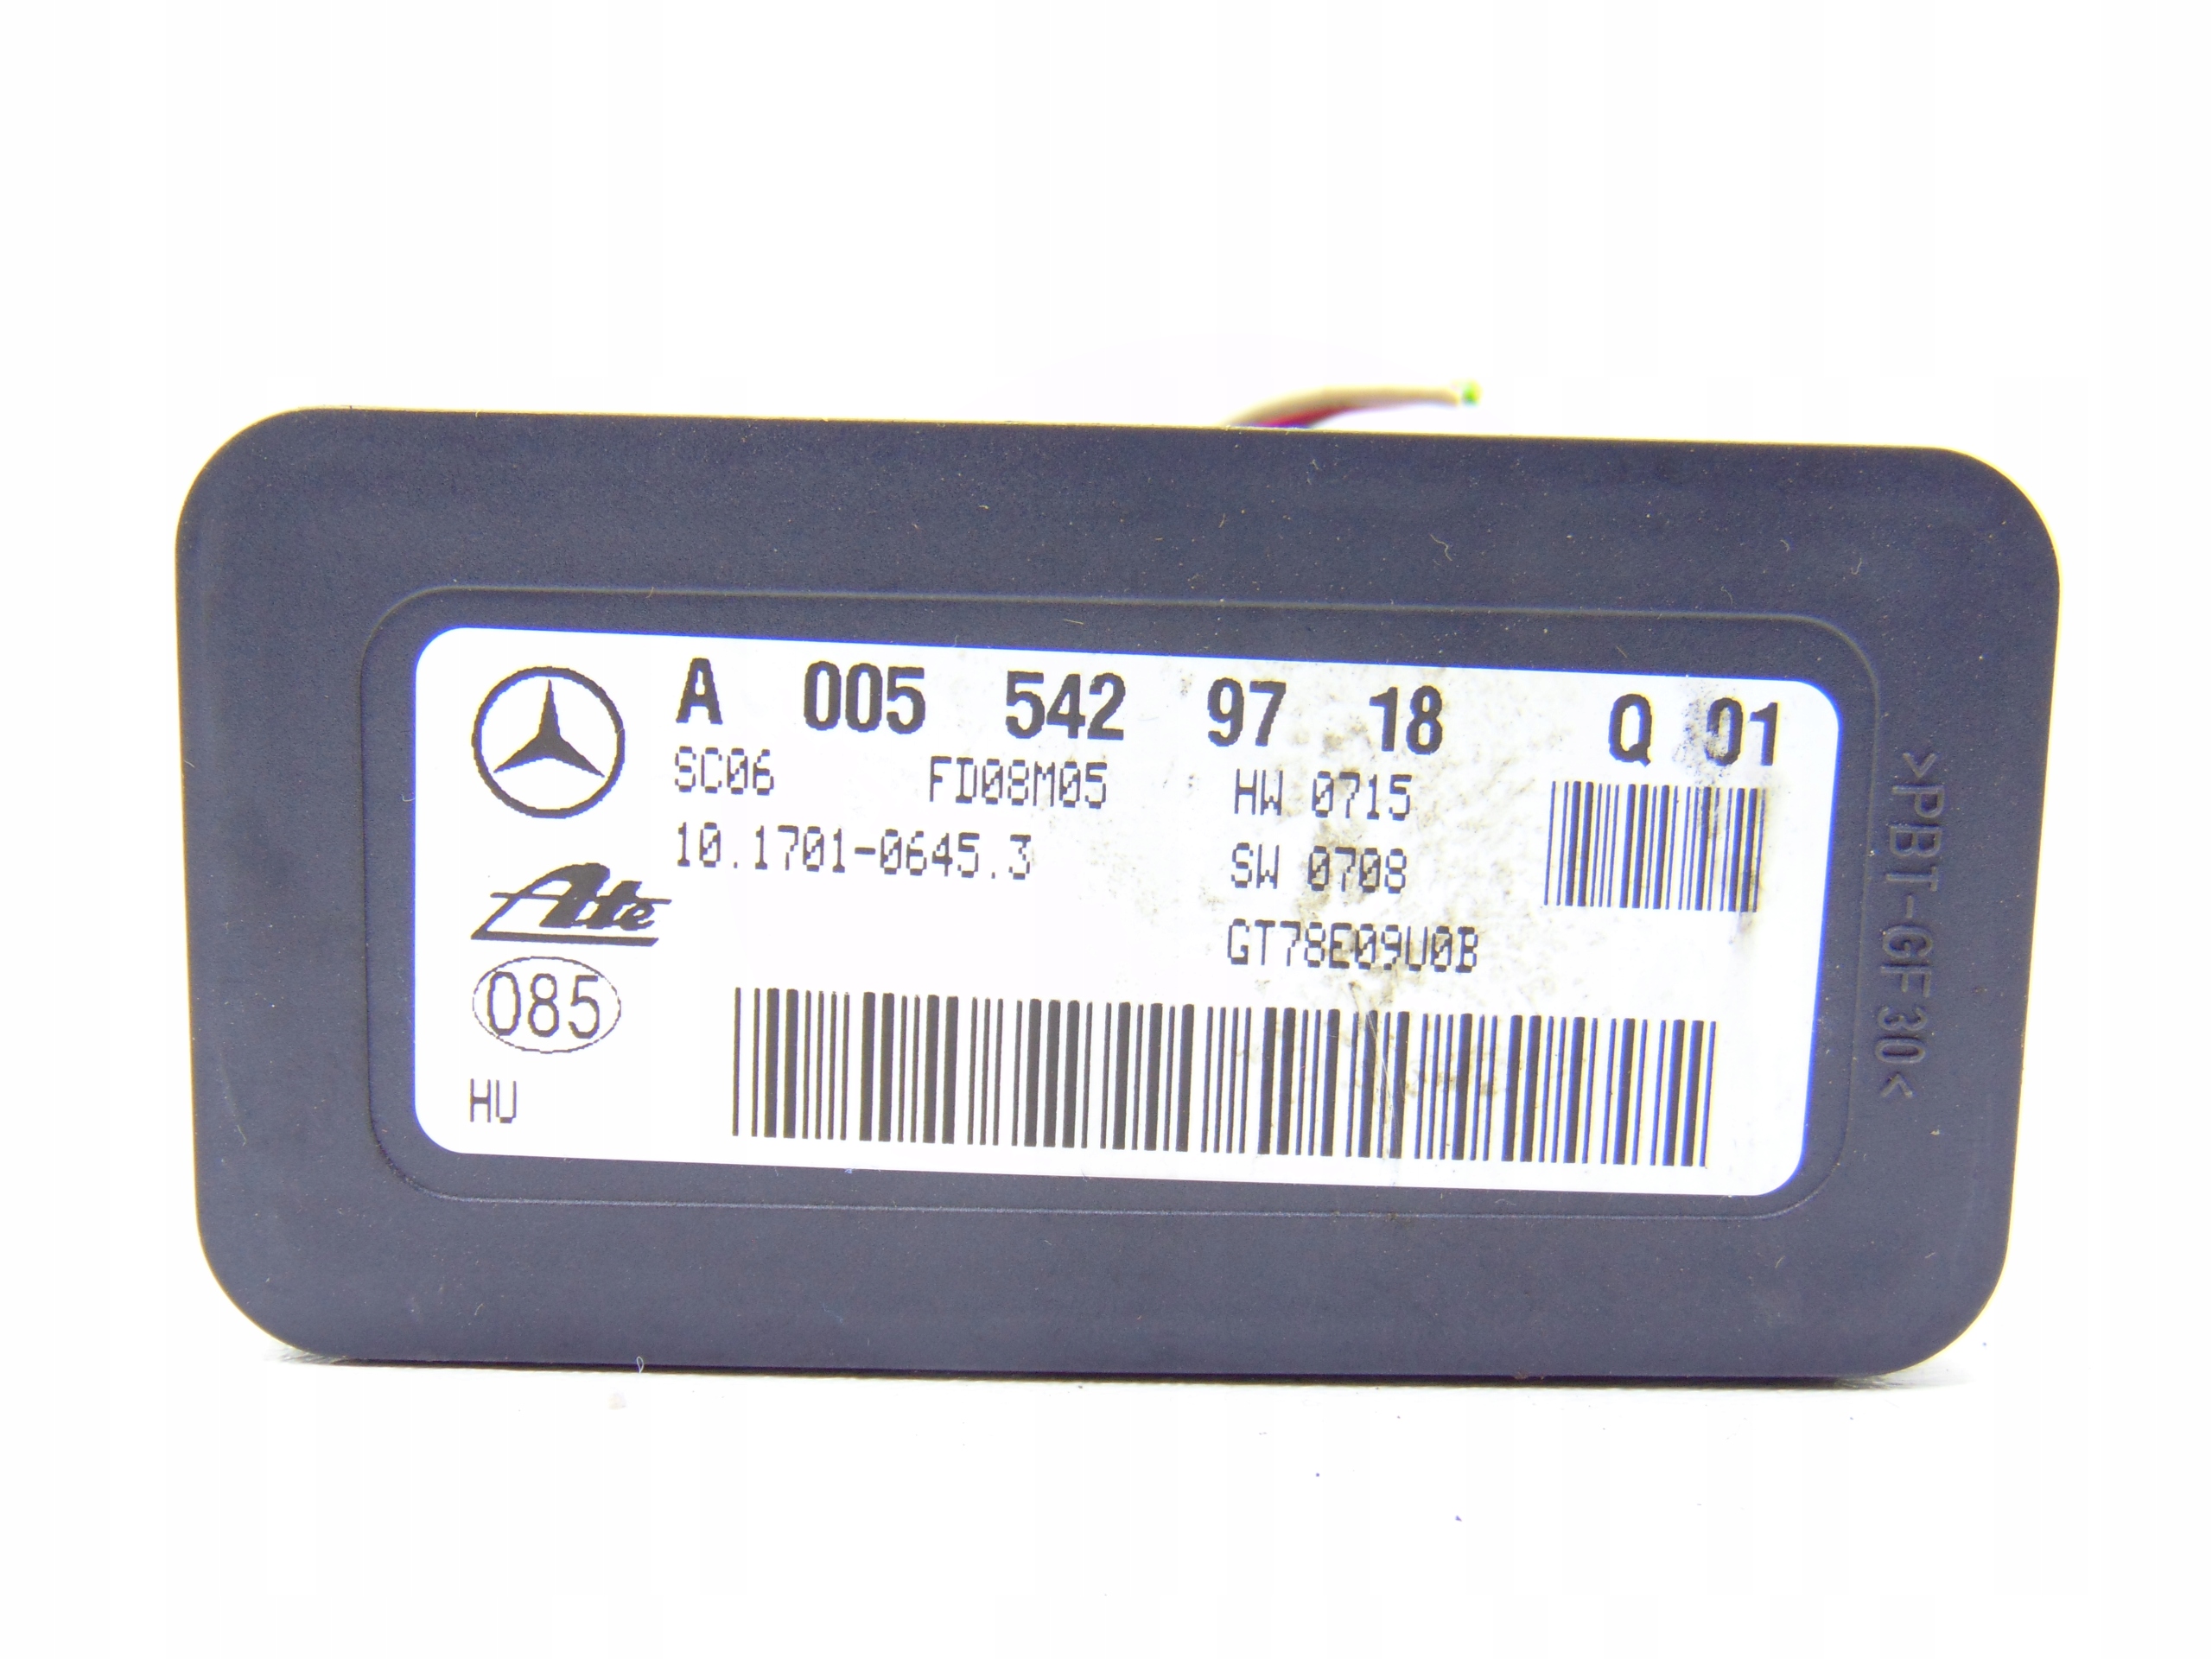 A 005 542 97 18 Q 01
SC06 FD08M05 HW 0715
10.1701-0645.3 SW 0708
Ate
GT78E09U0B
085
HU
>PBT-GF30<